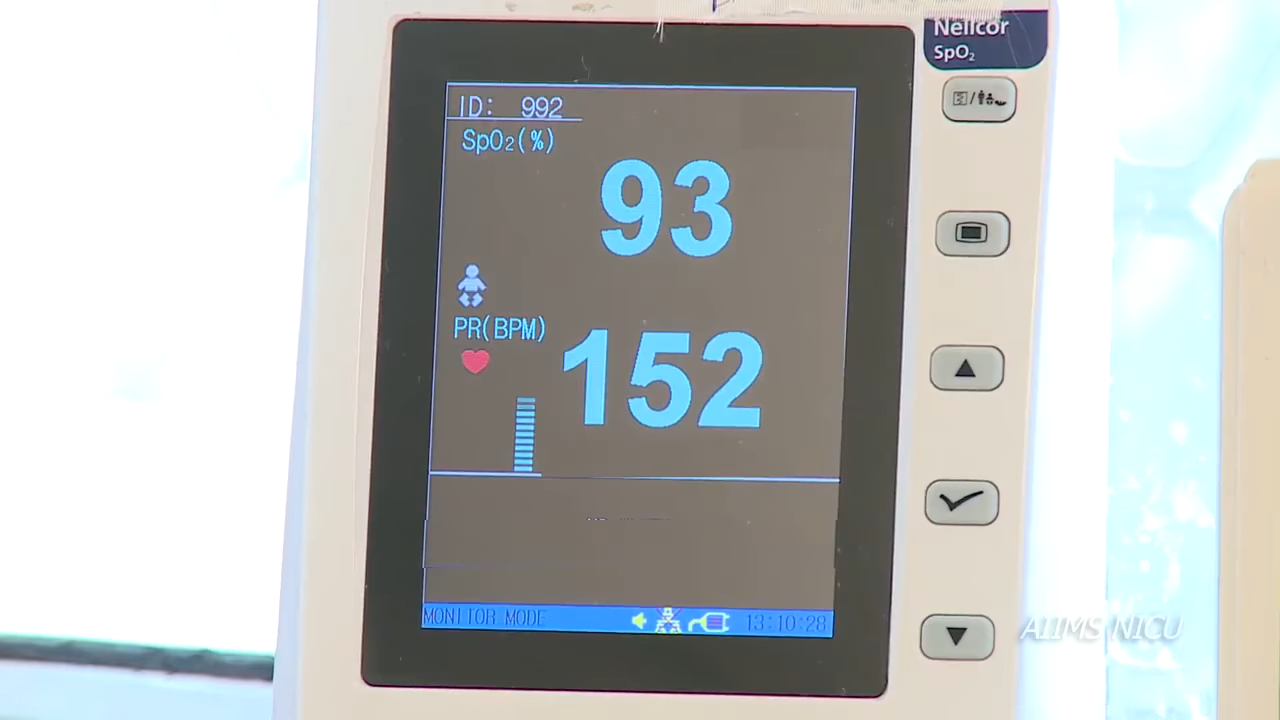 Nellcor
SpO₂
ID: 992
SpO₂(%)
93
PR(BPM)
152
MONITOR MODE
13:10:28
AIIMS NICU